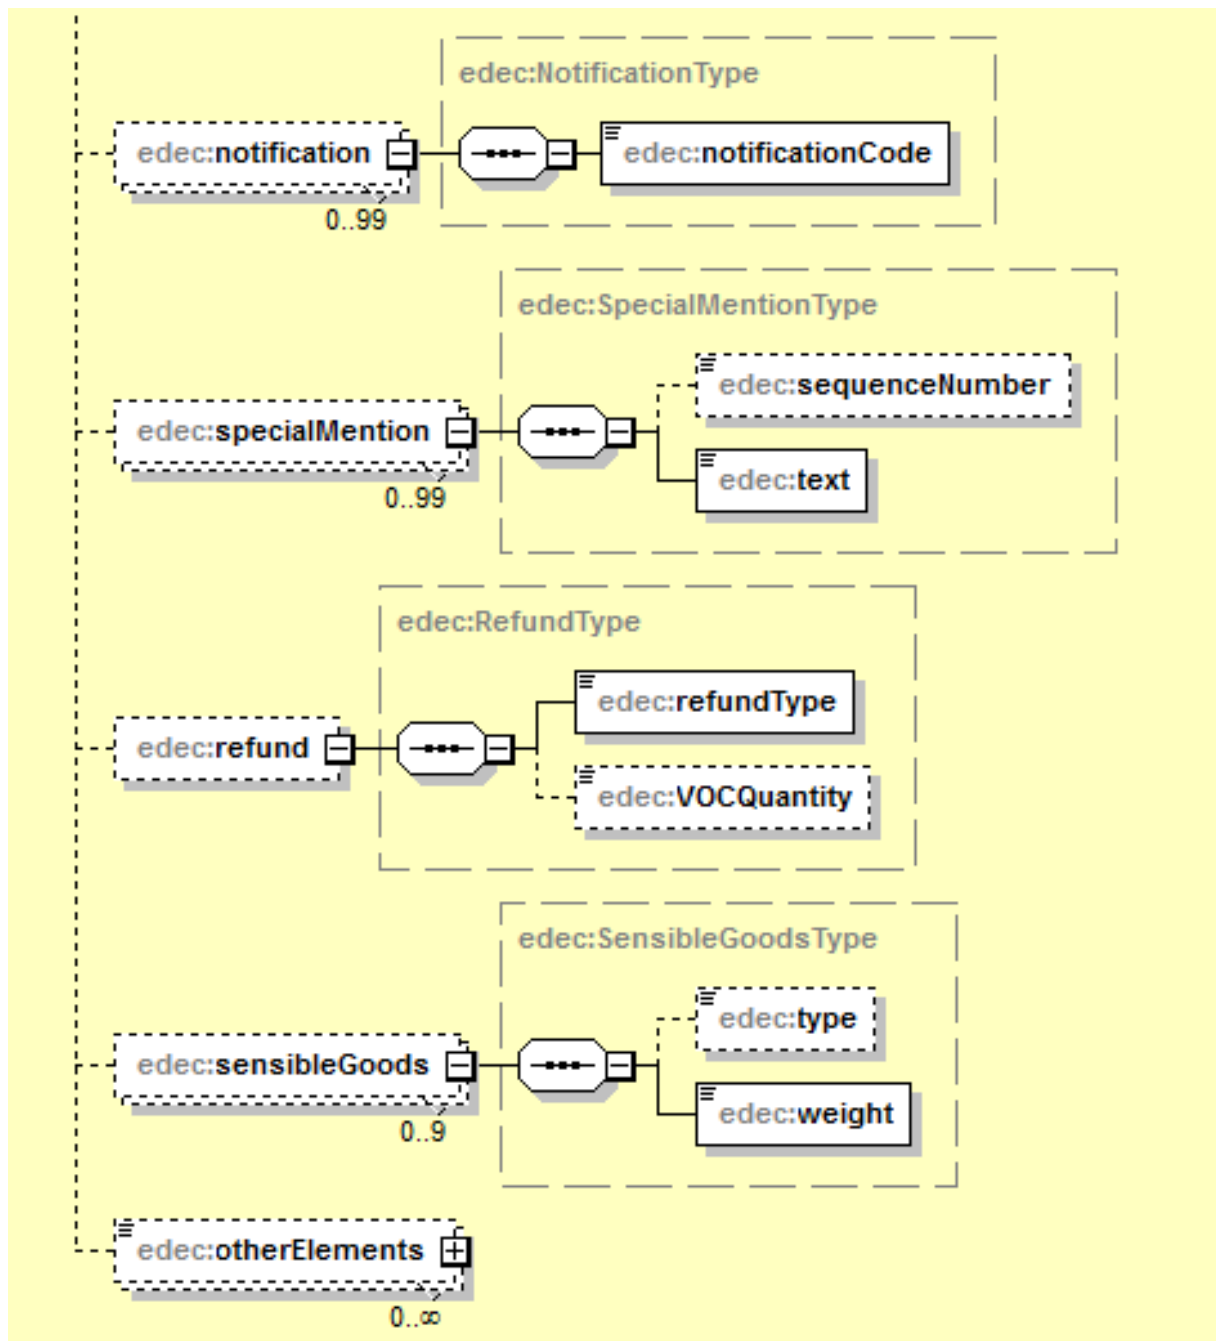 edec:NotificationType
edec:notification
edec:notificationCode
0..99
edec:SpecialMentionType
edec:sequenceNumber
edec:specialMention
edec:text
0..99
edec:RefundType
edec:refundType
edec:refund
edec:VOCQuantity
edec:SensibleGoodsType
edec:type
edec:sensibleGoods
edec:weight
0..9
edec:otherElements
0..∞